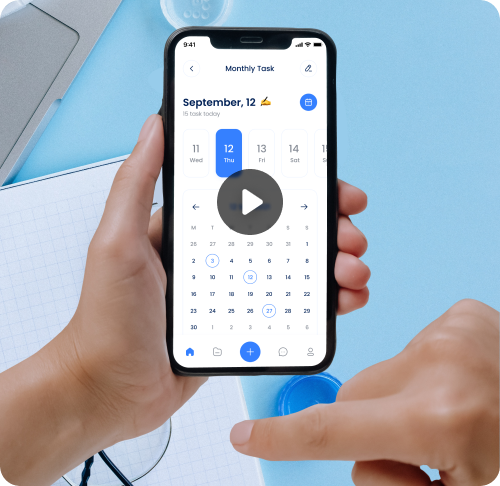 9:41
Monthly Task
September, 12
15 task today
11 12 13 14
Wed Thu Fri Sat
M T S S
26 27 28 29 30 31 1
2 3 4 5 6 7 8
9 10 11 12 13 14 15
16 17 18 19 20 21 22
23 24 25 26 27 28 29
30 1 2 3 4 5 6